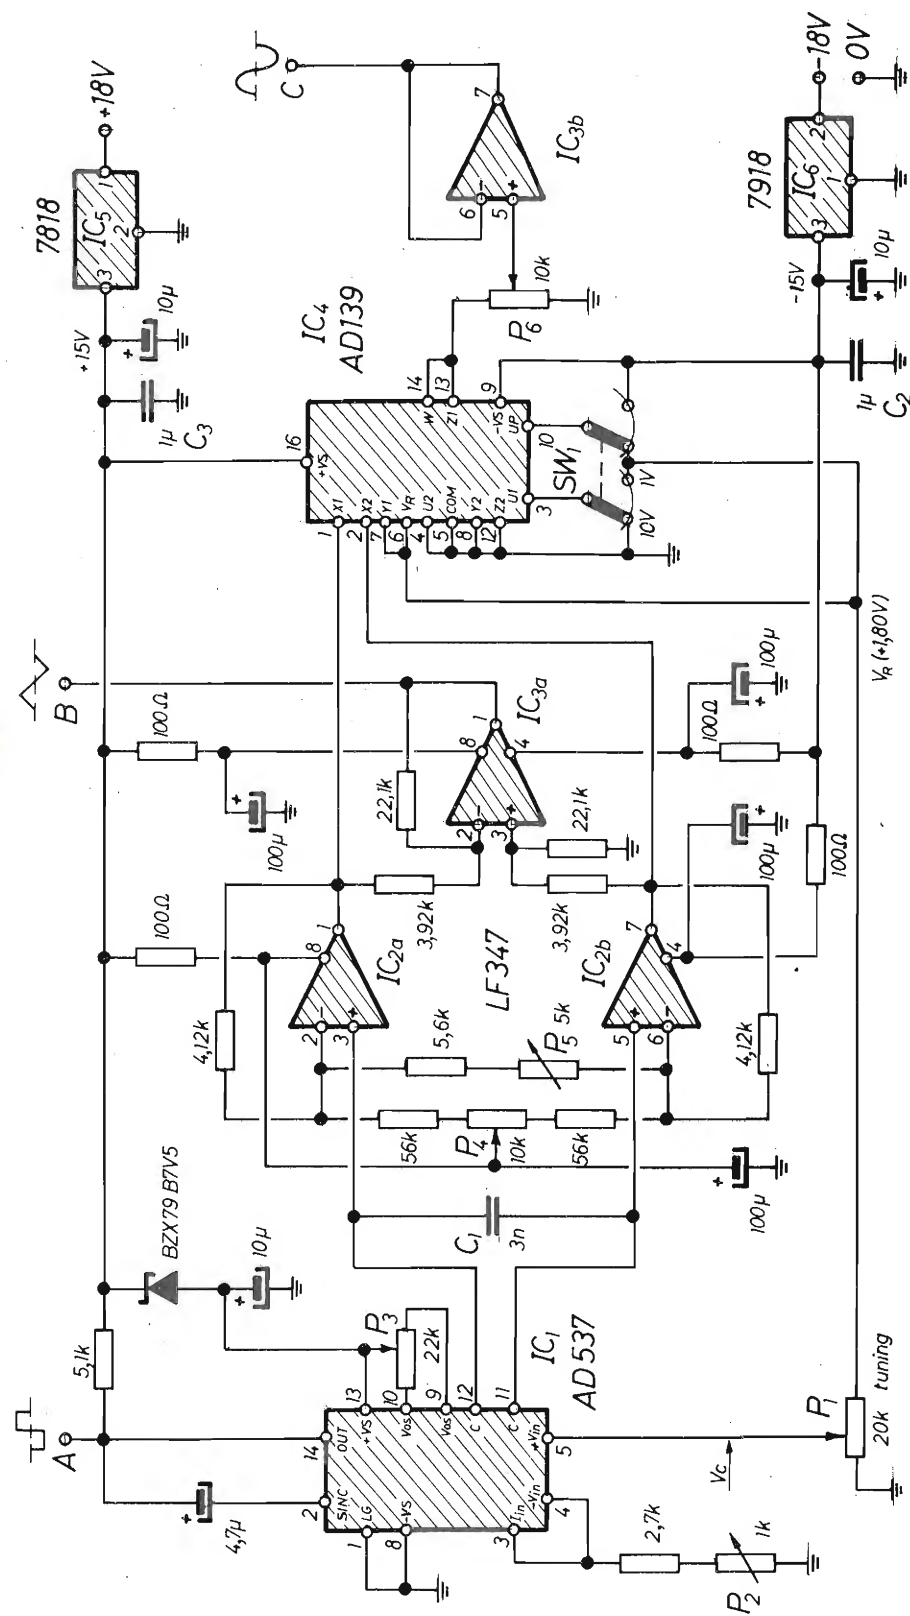 A
4,7µ
5,1k
BZX79 B7V5
+
10µ
14
OUT
2
SINC
1
LG
8
-VS
3
Iin
13
+VS
10
Vos
9
Vos
12
C
11
C
5
+Vin
4
-Vin
P3
22k
IC1
AD537
2,7k
P2
1k
Vc
P1
20k tuning
C1
3n
100Ω
4,12k
2
3
8
1
IC2a
56k
P4
10k
56k
5,6k
P5
5k
100µ
5
6
7
4
IC2b
4,12k
LF347
B
100Ω
100µ
22,1k
3,92k
3,92k
22,1k
2
3
8
4
1
IC3a
100µ
100Ω
100µ
100Ω
VR (+1,80V)
+15V
1µ
C3
10µ
7818
IC5
3
2
1
+18V
IC4
AD139
16
+VS
1
X1
2
X2
7
Y1
6
VR
4
U2
5
COM
8
Y2
12
Z2
3
U1
10
UP
9
-VS
13
Z1
14
W
SW1
10V
1V
P6
10k
6
5
7
IC3b
C
-15V
1µ
C2
10µ
7918
IC6
3
1
2
-18V
0V